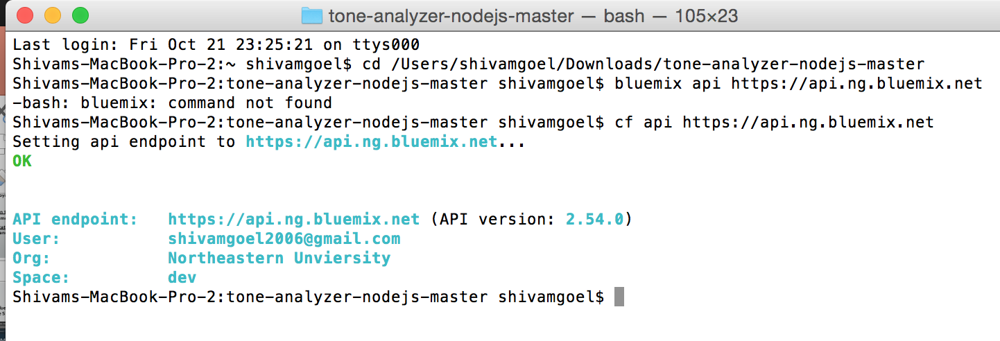 tone-analyzer-nodejs-master — bash — 105×23
Last login: Fri Oct 21 23:25:21 on ttys000
Shivams-MacBook-Pro-2:~ shivamgoel$ cd /Users/shivamgoel/Downloads/tone-analyzer-nodejs-master
Shivams-MacBook-Pro-2:tone-analyzer-nodejs-master shivamgoel$ bluemix api https://api.ng.bluemix.net
-bash: bluemix: command not found
Shivams-MacBook-Pro-2:tone-analyzer-nodejs-master shivamgoel$ cf api https://api.ng.bluemix.net
Setting api endpoint to https://api.ng.bluemix.net...
OK
API endpoint: https://api.ng.bluemix.net (API version: 2.54.0)
User: shivamgoel2006@gmail.com
Org: Northeastern Unviersity
Space: dev
Shivams-MacBook-Pro-2:tone-analyzer-nodejs-master shivamgoel$